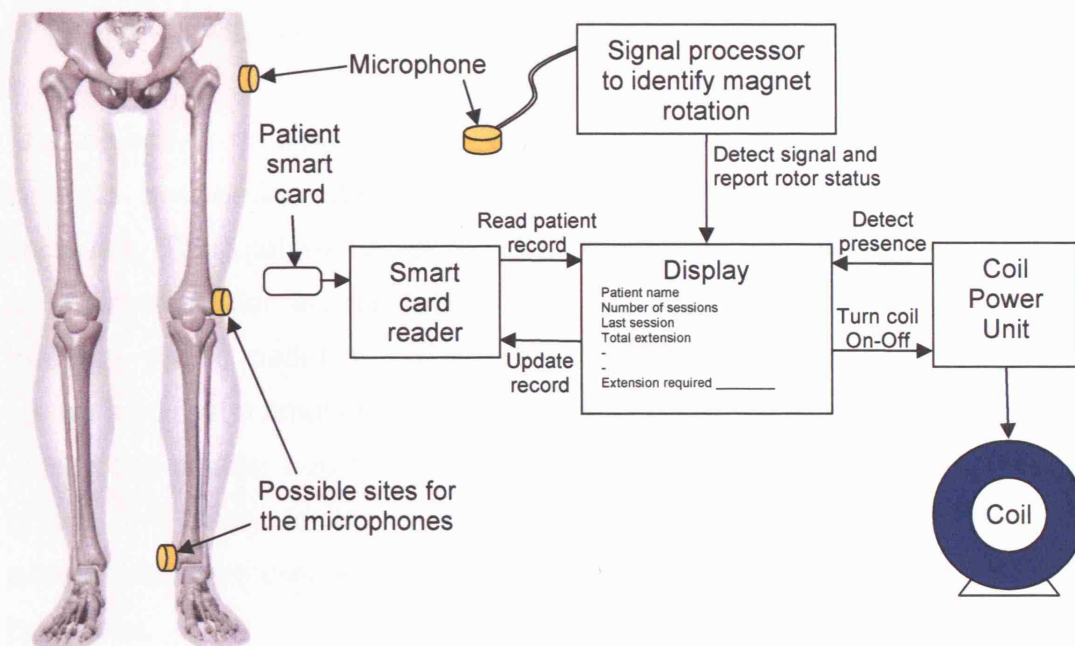 Microphone
Signal processor
to identify magnet
rotation
Patient
smart
card
Detect signal and
report rotor status
Read patient
record
Detect
presence
Smart
card
reader
Display
Patient name
Number of sessions
Last session
Total extension
-
-
Extension required ________
Coil
Power
Unit
Update
record
Turn coil
On-Off
Possible sites for
the microphones
Coil